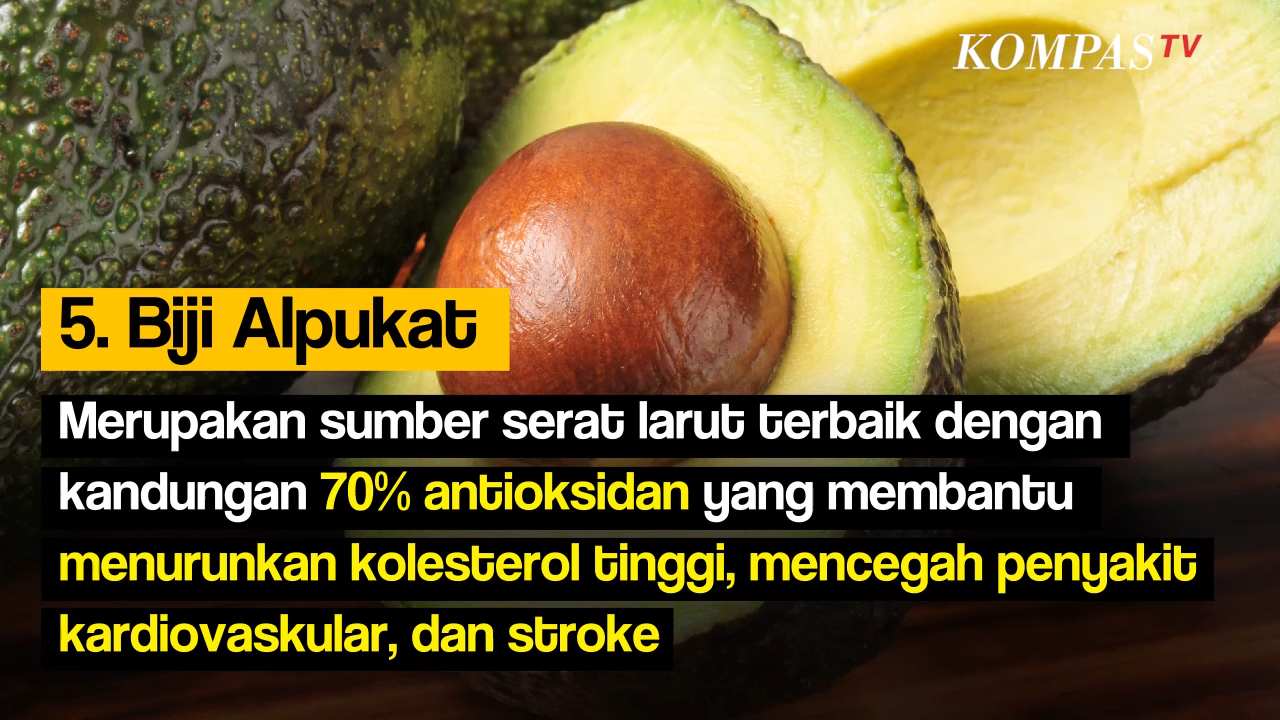 KOMPAS TV
5. Biji Alpukat
Merupakan sumber serat larut terbaik dengan
kandungan 70% antioksidan yang membantu
menurunkan kolesterol tinggi, mencegah penyakit
kardiovaskular, dan stroke